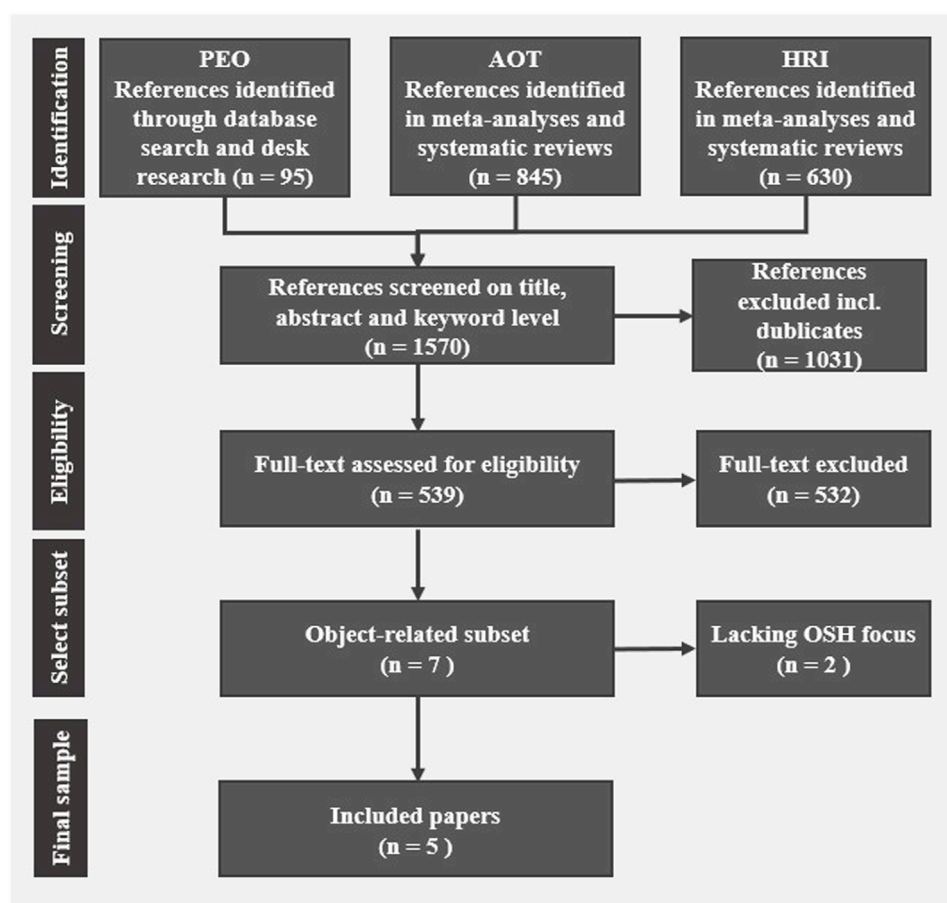 Identification
PEO
References identified
through database
search and desk
research (n = 95)
AOT
References identified
in meta-analyses and
systematic reviews
(n = 845)
HRI
References identified
in meta-analyses and
systematic reviews
(n = 630)
Screening
References screened on title,
abstract and keyword level
(n = 1570)
References
excluded incl.
dublicates
(n = 1031)
Eligibility
Full-text assessed for eligibility
(n = 539)
Full-text excluded
(n = 532)
Select subset
Object-related subset
(n = 7 )
Lacking OSH focus
(n = 2 )
Final sample
Included papers
(n = 5 )